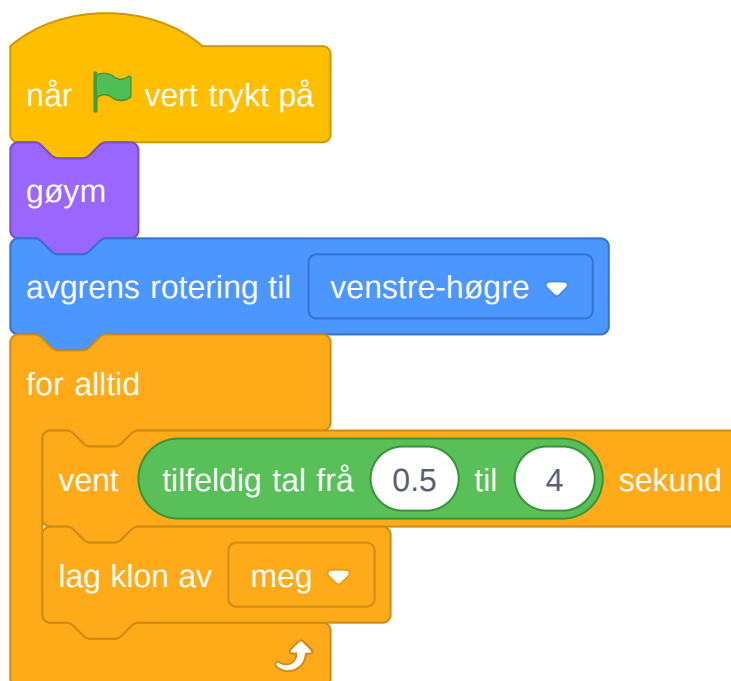 når vert trykt på
gøym
avgrens rotering til venstre-høgre
for alltid
vent tilfeldig tal frå 0.5 til 4 sekund
lag klon av meg